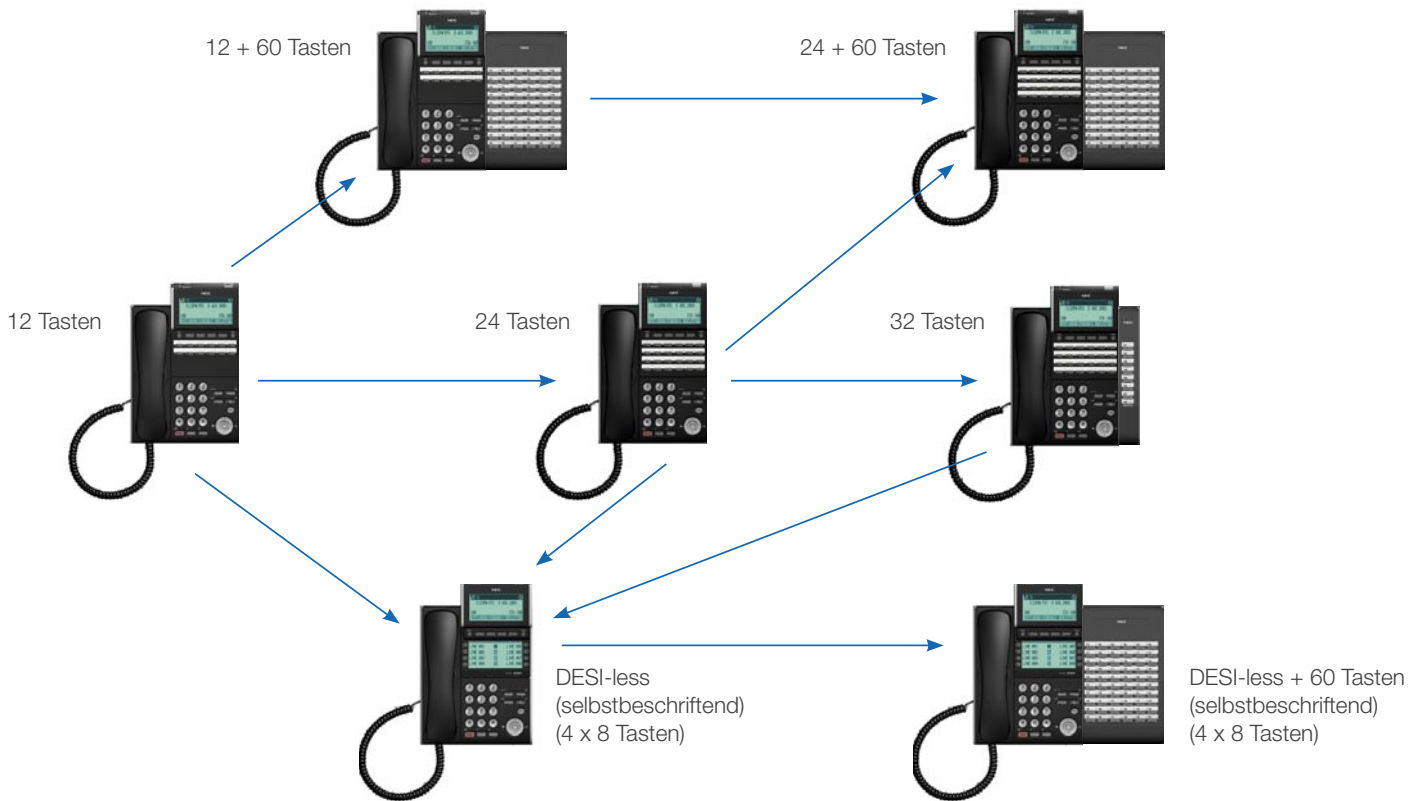 12 + 60 Tasten
24 + 60 Tasten
12 Tasten
24 Tasten
32 Tasten
DESI-less
(selbstbeschriftend)
(4 x 8 Tasten)
DESI-less + 60 Tasten
(selbstbeschriftend)
(4 x 8 Tasten)